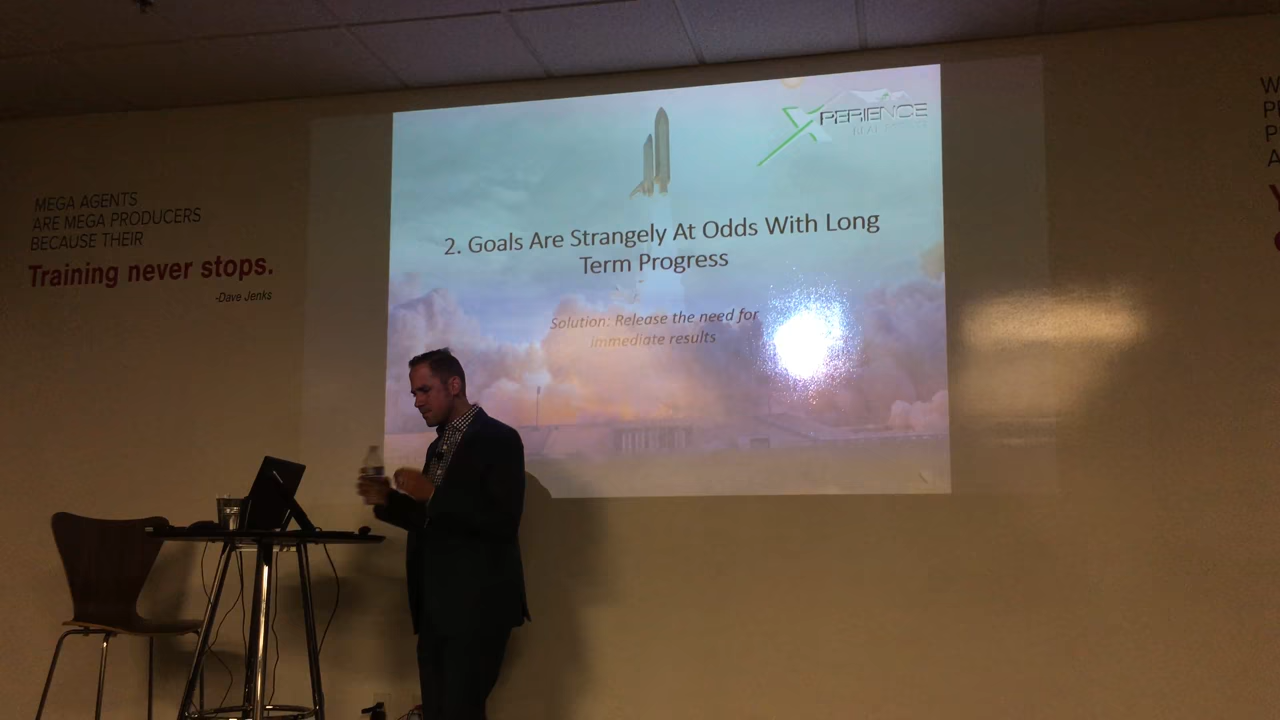 MEGA AGENTS
ARE MEGA PRODUCERS
BECAUSE THEIR
Training never stops.
-Dave Jenks
XPERIENCE
2. Goals Are Strangely At Odds With Long
Term Progress
Solution: Release the need for
immediate results